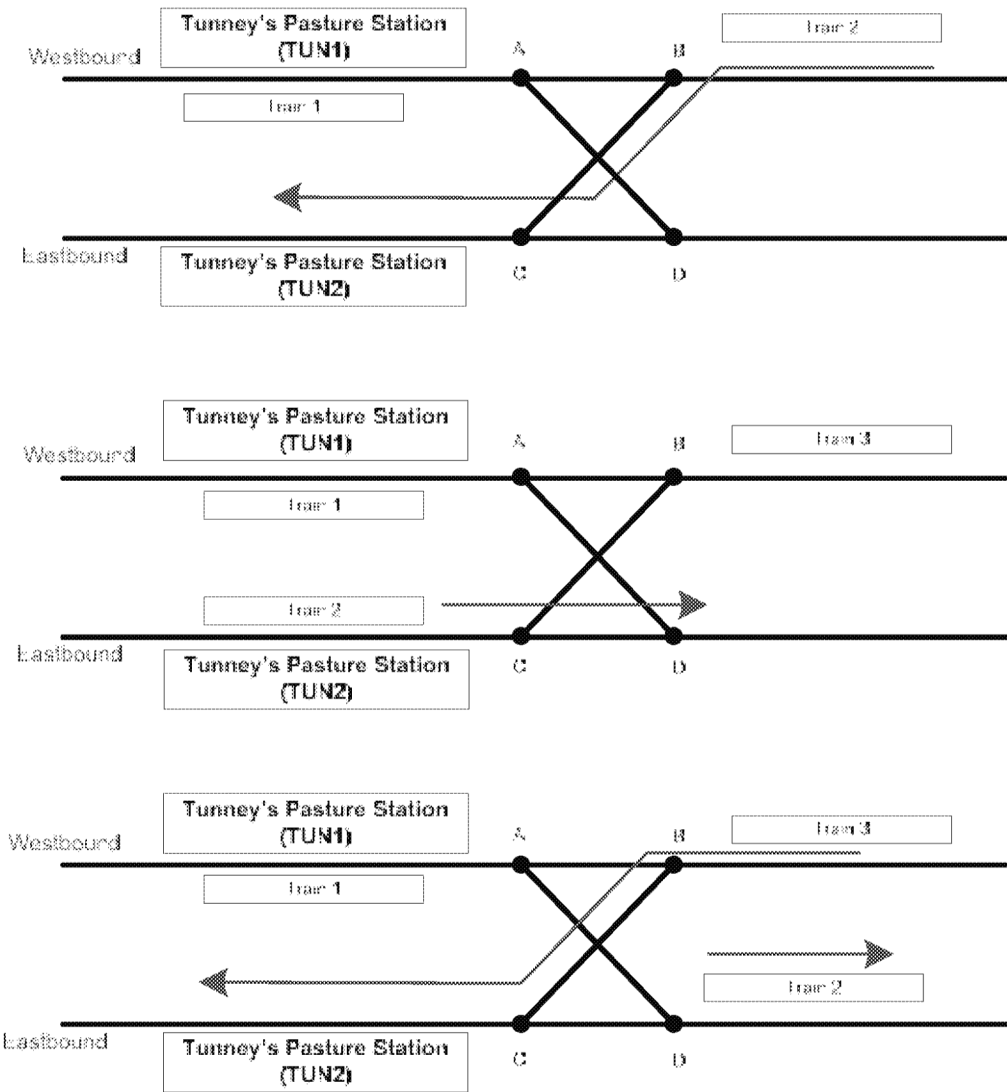 Tunney's Pasture Station
(TUN1)
Train 2
Westbound
A
B
Train 1
Eastbound
Tunney's Pasture Station
(TUN2)
C
D
Tunney's Pasture Station
(TUN1)
Westbound
A
B
Train 3
Train 1
Train 2
Eastbound
Tunney's Pasture Station
(TUN2)
C
D
Tunney's Pasture Station
(TUN1)
Westbound
A
B
Train 3
Train 1
Train 2
Eastbound
Tunney's Pasture Station
(TUN2)
C
D